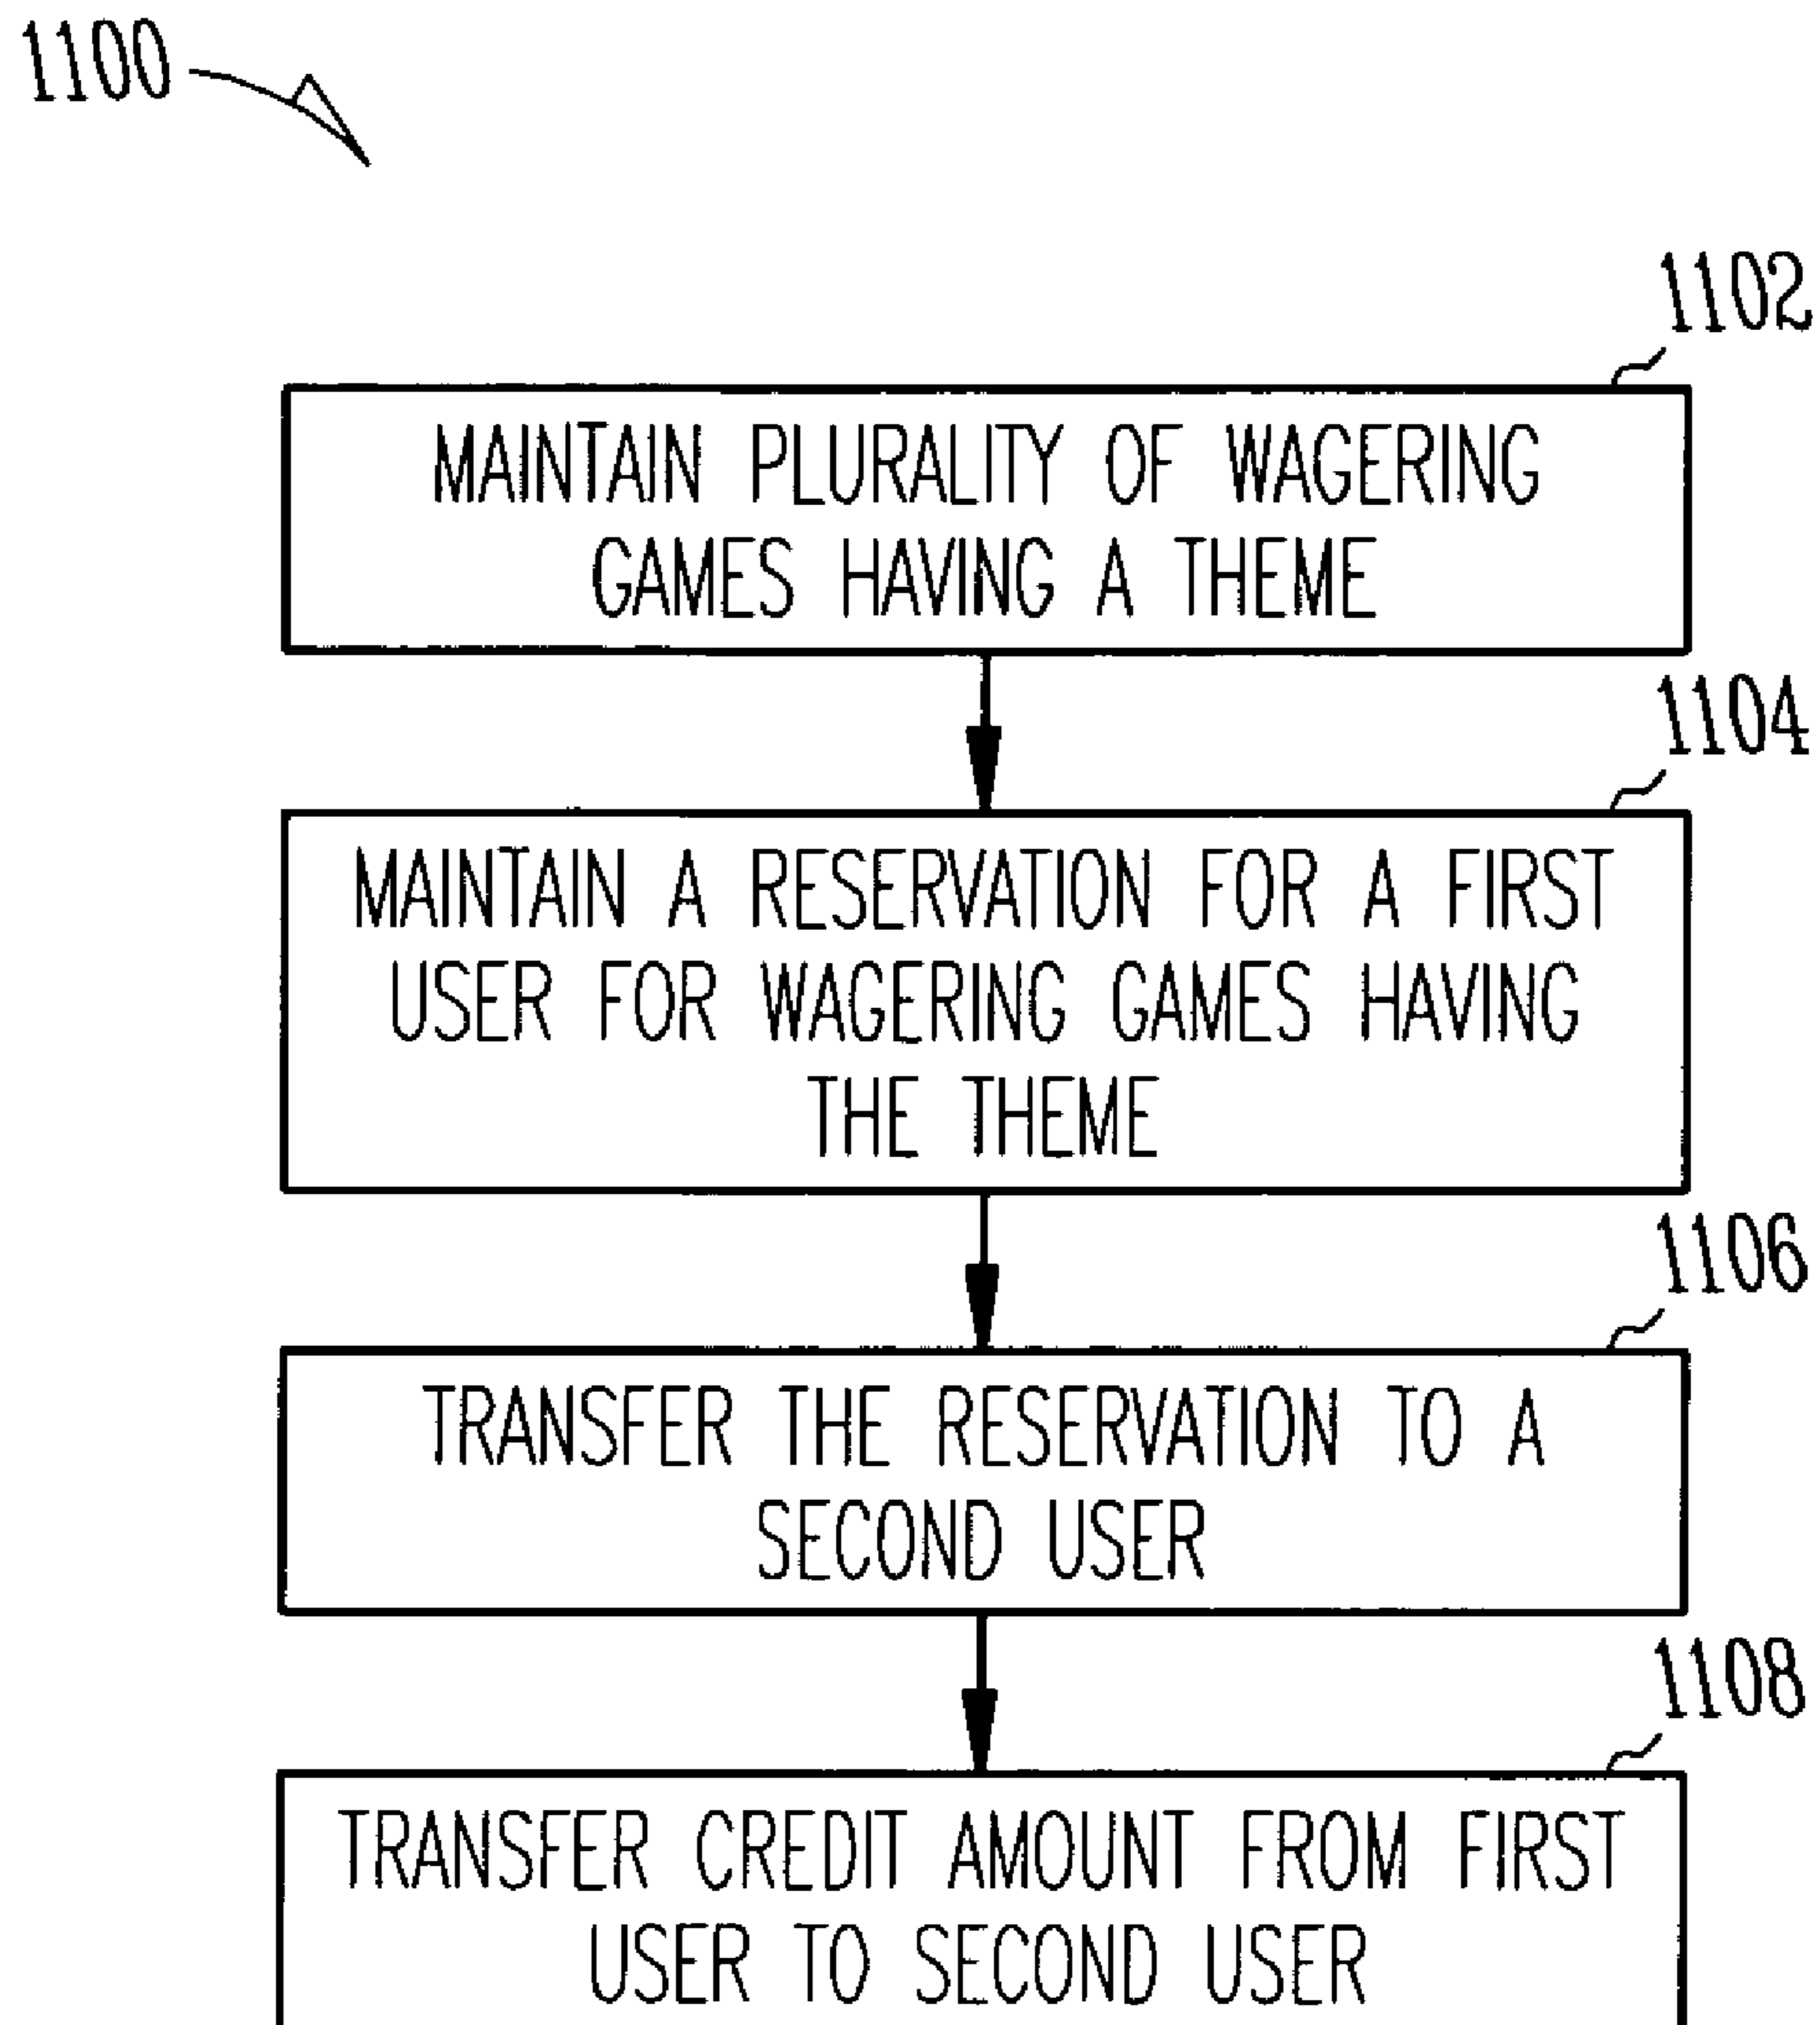 1100
1102
MAINTAIN PLURALITY OF WAGERING
GAMES HAVING A THEME
1104
MAINTAIN A RESERVATION FOR A FIRST
USER FOR WAGERING GAMES HAVING
THE THEME
1106
TRANSFER THE RESERVATION TO A
SECOND USER
1108
TRANSFER CREDIT AMOUNT FROM FIRST
USER TO SECOND USER